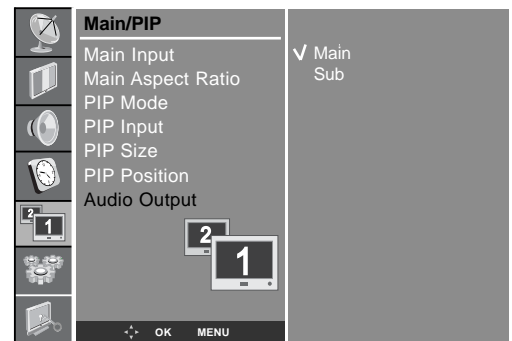 Main/PIP
Main Input
Main Aspect Ratio
PIP Mode
PIP Input
PIP Size
PIP Position
Audio Output
Main
Sub
2
1
2
1
OK MENU